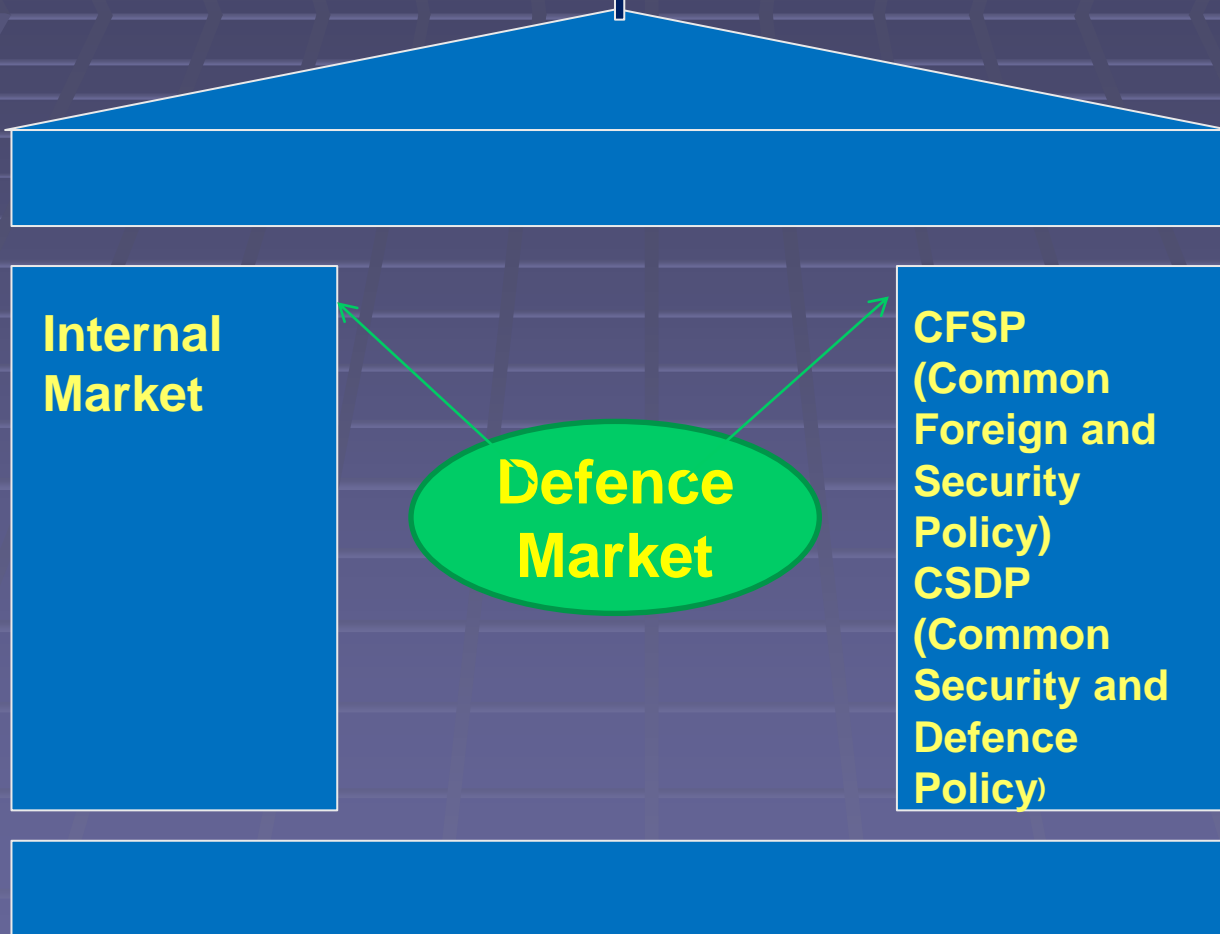 Internal
Market
Defence
Market
CFSP
(Common
Foreign and
Security
Policy)
CSDP
(Common
Security and
Defence
Policy)